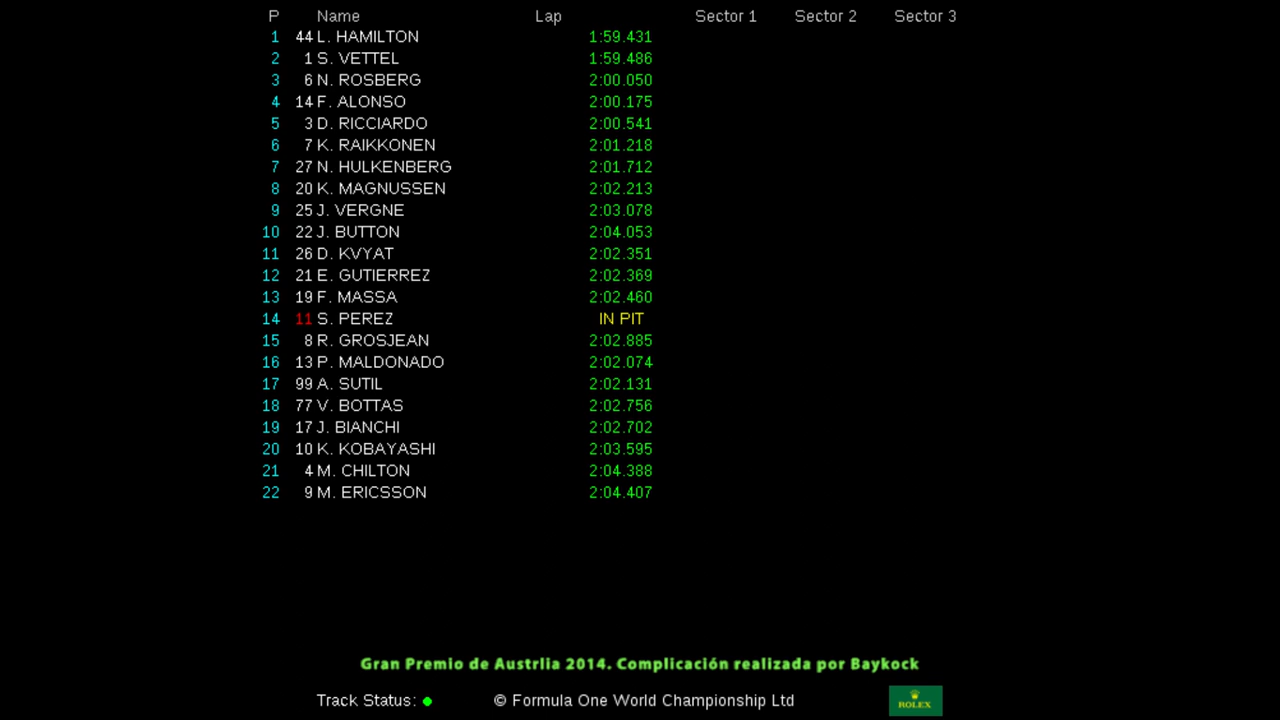 P Name Lap Sector 1 Sector 2 Sector 3
1 44 L. HAMILTON 1:59.431
2 1 S. VETTEL 1:59.486
3 6 N. ROSBERG 2:00.050
4 14 F. ALONSO 2:00.175
5 3 D. RICCIARDO 2:00.541
6 7 K. RAIKKONEN 2:01.218
7 27 N. HULKENBERG 2:01.712
8 20 K. MAGNUSSEN 2:02.213
9 25 J. VERGNE 2:03.078
10 22 J. BUTTON 2:04.053
11 26 D. KVYAT 2:02.351
12 21 E. GUTIERREZ 2:02.369
13 19 F. MASSA 2:02.460
14 11 S. PEREZ IN PIT
15 8 R. GROSJEAN 2:02.885
16 13 P. MALDONADO 2:02.074
17 99 A. SUTIL 2:02.131
18 77 V. BOTTAS 2:02.756
19 17 J. BIANCHI 2:02.702
20 10 K. KOBAYASHI 2:03.595
21 4 M. CHILTON 2:04.388
22 9 M. ERICSSON 2:04.407
Gran Premio de Austrlia 2014. Complicación realizada por Baykock
Track Status: © Formula One World Championship Ltd ROLEX